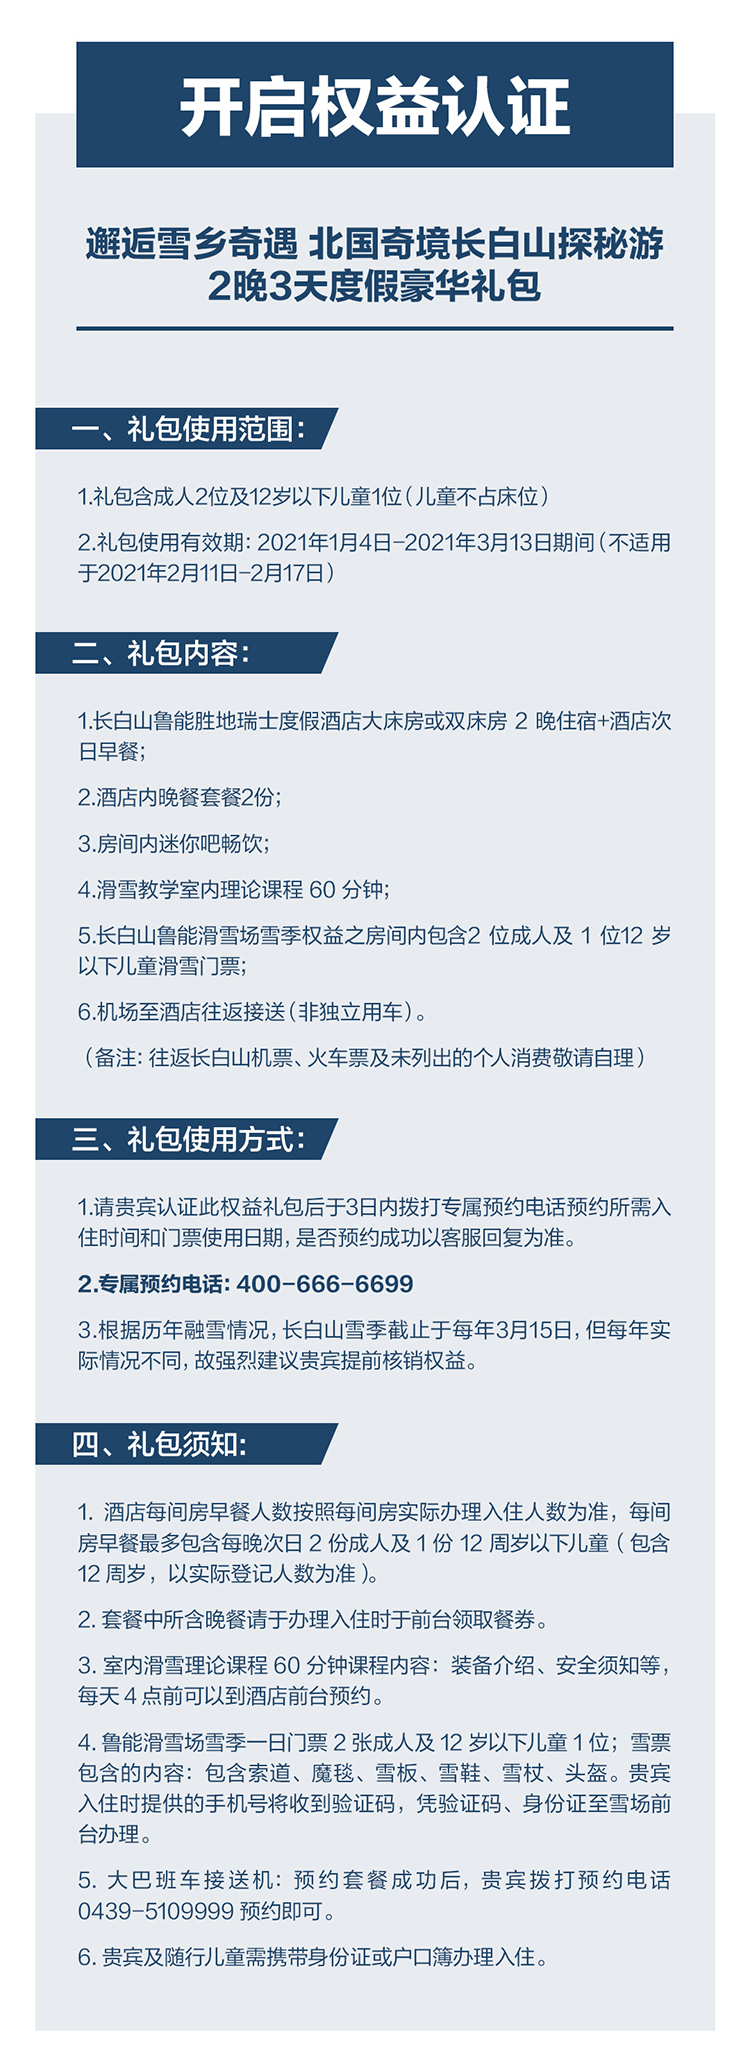 开启权益认证
邂逅雪乡奇遇 北国奇境长白山探秘游
2晚3天度假豪华礼包
一、礼包使用范围：
1.礼包含成人2位及12岁以下儿童1位（儿童不占床位）
2.礼包使用有效期：2021年1月4日-2021年3月13日期间（不适用
于2021年2月11日-2月17日）
二、礼包内容：
1.长白山鲁能胜地瑞士度假酒店大床房或双床房 2 晚住宿+酒店次
日早餐；
2.酒店内晚餐套餐2份；
3.房间内迷你吧畅饮；
4.滑雪教学室内理论课程 60 分钟；
5.长白山鲁能滑雪场雪季权益之房间内包含2 位成人及 1 位12 岁
以下儿童滑雪门票；
6.机场至酒店往返接送（非独立用车）。
（备注：往返长白山机票、火车票及未列出的个人消费敬请自理）
三、礼包使用方式：
1.请贵宾认证此权益礼包后于3日内拨打专属预约电话预约所需入
住时间和门票使用日期，是否预约成功以客服回复为准。
2.专属预约电话：400-666-6699
3.根据历年融雪情况，长白山雪季截止于每年3月15日，但每年实
际情况不同，故强烈建议贵宾提前核销权益。
四、礼包须知：
1. 酒店每间房早餐人数按照每间房实际办理入住人数为准，每间
房早餐最多包含每晚次日 2 份成人及 1 份 12 周岁以下儿童（ 包含
12 周岁，以实际登记人数为准 ）。
2. 套餐中所含晚餐请于办理入住时于前台领取餐券。
3. 室内滑雪理论课程 60 分钟课程内容：装备介绍、安全须知等，
每天 4 点前可以到酒店前台预约。
4. 鲁能滑雪场雪季一日门票 2 张成人及 12 岁以下儿童 1 位；雪票
包含的内容：包含索道、魔毯、雪板、雪鞋、雪杖、头盔。贵宾
入住时提供的手机号将收到验证码，凭验证码、身份证至雪场前
台办理。
5. 大巴班车接送机：预约套餐成功后，贵宾拨打预约电话
0439-5109999 预约即可。
6. 贵宾及随行儿童需携带身份证或户口簿办理入住。